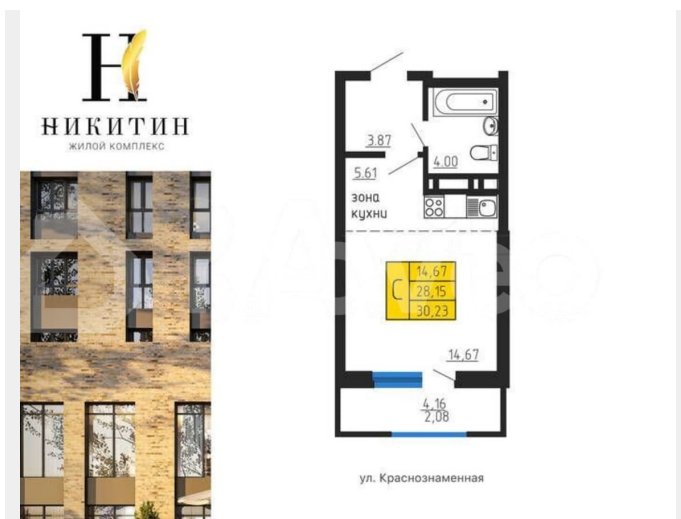 Н
НИКИТИН
ЖИЛОЙ КОМПЛЕКС
3.87
4.00
5.61
зона
кухни
С
14,67
28,15
30,23
14,67
4,16
2,08
ул. Краснознаменная